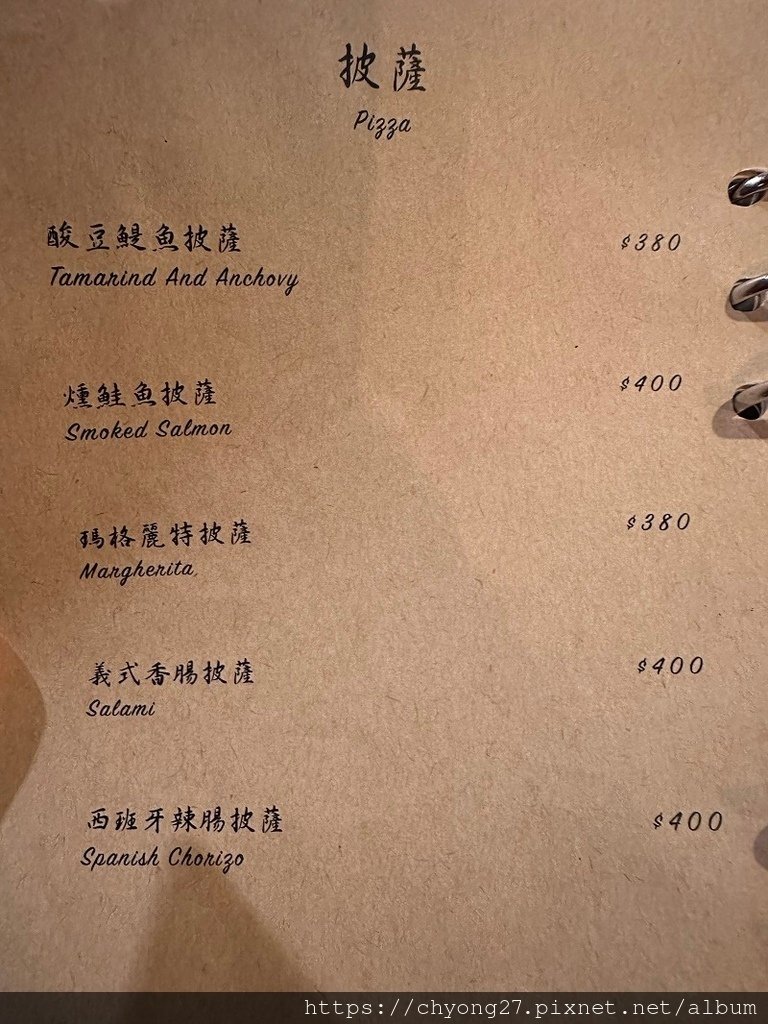 披薩
Pizza
酸豆鯷魚披薩 $380
Tamarind And Anchovy
燻鮭魚披薩 $400
Smoked Salmon
瑪格麗特披薩 $380
Margherita
義式香腸披薩 $400
Salami
西班牙辣腸披薩 $400
Spanish Chorizo
https://chyong27.pixnet.net/album